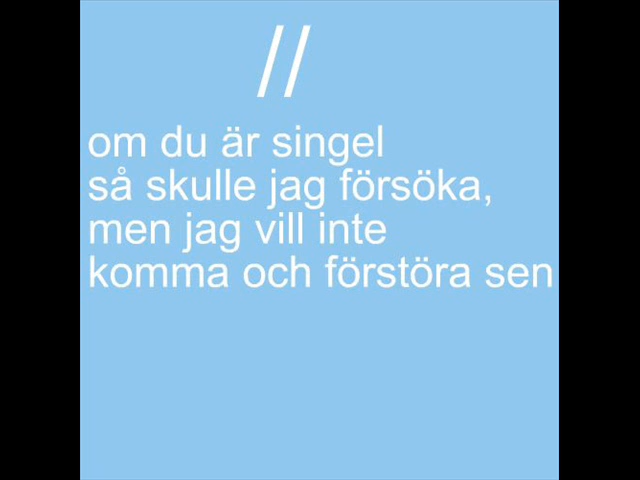 //
om du är singel
så skulle jag försöka,
men jag vill inte
komma och förstöra sen